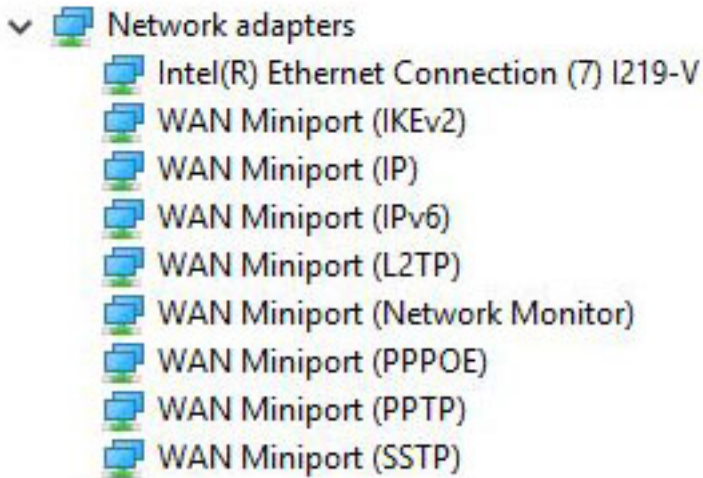 Network adapters
Intel(R) Ethernet Connection (7) I219-V
WAN Miniport (IKEv2)
WAN Miniport (IP)
WAN Miniport (IPv6)
WAN Miniport (L2TP)
WAN Miniport (Network Monitor)
WAN Miniport (PPPOE)
WAN Miniport (PPTP)
WAN Miniport (SSTP)